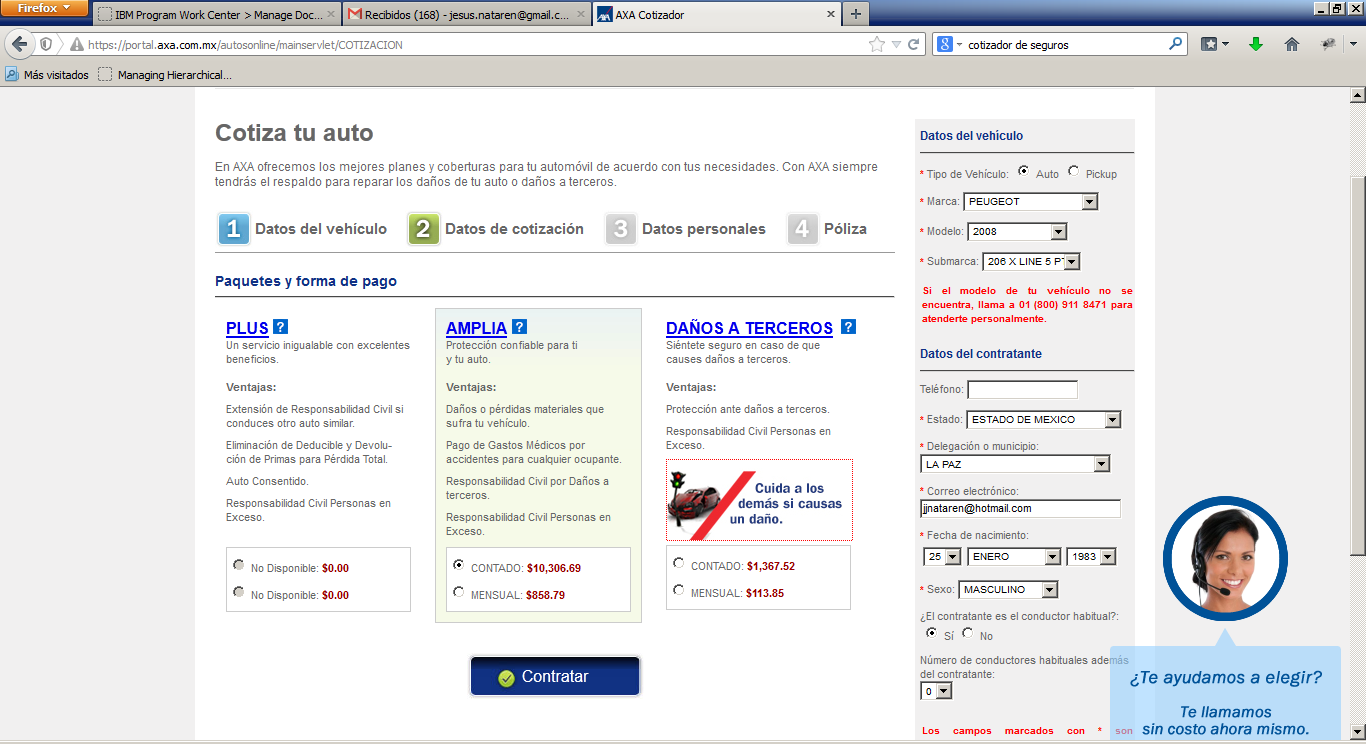 Firefox
IBM Program Work Center > Manage Doc...
Recibidos (168) - jesus.nataren@gmail.c...
AXA Cotizador
https://portal.axa.com.mx/autosonline/mainservlet/COTIZACION
cotizador de seguros
Más visitados
Managing Hierarchical...
Cotiza tu auto
En AXA ofrecemos los mejores planes y coberturas para tu automóvil de acuerdo con tus necesidades. Con AXA siempre
tendrás el respaldo para reparar los daños de tu auto o daños a terceros.
1 Datos del vehículo
2 Datos de cotización
3 Datos personales
4 Póliza
Paquetes y forma de pago
PLUS ?
Un servicio inigualable con excelentes
beneficios.
Ventajas:
Extensión de Responsabilidad Civil si
conduces otro auto similar.
Eliminación de Deducible y Devolu-
ción de Primas para Pérdida Total.
Auto Consentido.
Responsabilidad Civil Personas en
Exceso.
No Disponible: $0.00
No Disponible: $0.00
AMPLIA ?
Protección confiable para ti
y tu auto.
Ventajas:
Daños o pérdidas materiales que
sufra tu vehículo.
Pago de Gastos Médicos por
accidentes para cualquier ocupante.
Responsabilidad Civil por Daños a
terceros.
Responsabilidad Civil Personas en
Exceso.
CONTADO: $10,306.69
MENSUAL: $858.79
DAÑOS A TERCEROS ?
Siéntete seguro en caso de que
causes daños a terceros.
Ventajas:
Protección ante daños a terceros.
Responsabilidad Civil Personas en
Exceso.
Cuida a los
demás si causas
un daño.
CONTADO: $1,367.52
MENSUAL: $113.85
Contratar
Datos del vehículo
* Tipo de Vehículo: Auto Pickup
* Marca: PEUGEOT
* Modelo: 2008
* Submarca: 206 X LINE 5 PT
Si el modelo de tu vehículo no se
encuentra, llama a 01 (800) 911 8471 para
atenderte personalmente.
Datos del contratante
Teléfono:
* Estado: ESTADO DE MEXICO
* Delegación o municipio:
LA PAZ
* Correo electrónico:
jjnataren@hotmail.com
* Fecha de nacimiento:
25 ENERO 1983
* Sexo: MASCULINO
¿El contratante es el conductor habitual?:
Sí No
Número de conductores habituales además
del contratante:
0
Los campos marcados con * son
¿Te ayudamos a elegir?
Te llamamos
sin costo ahora mismo.